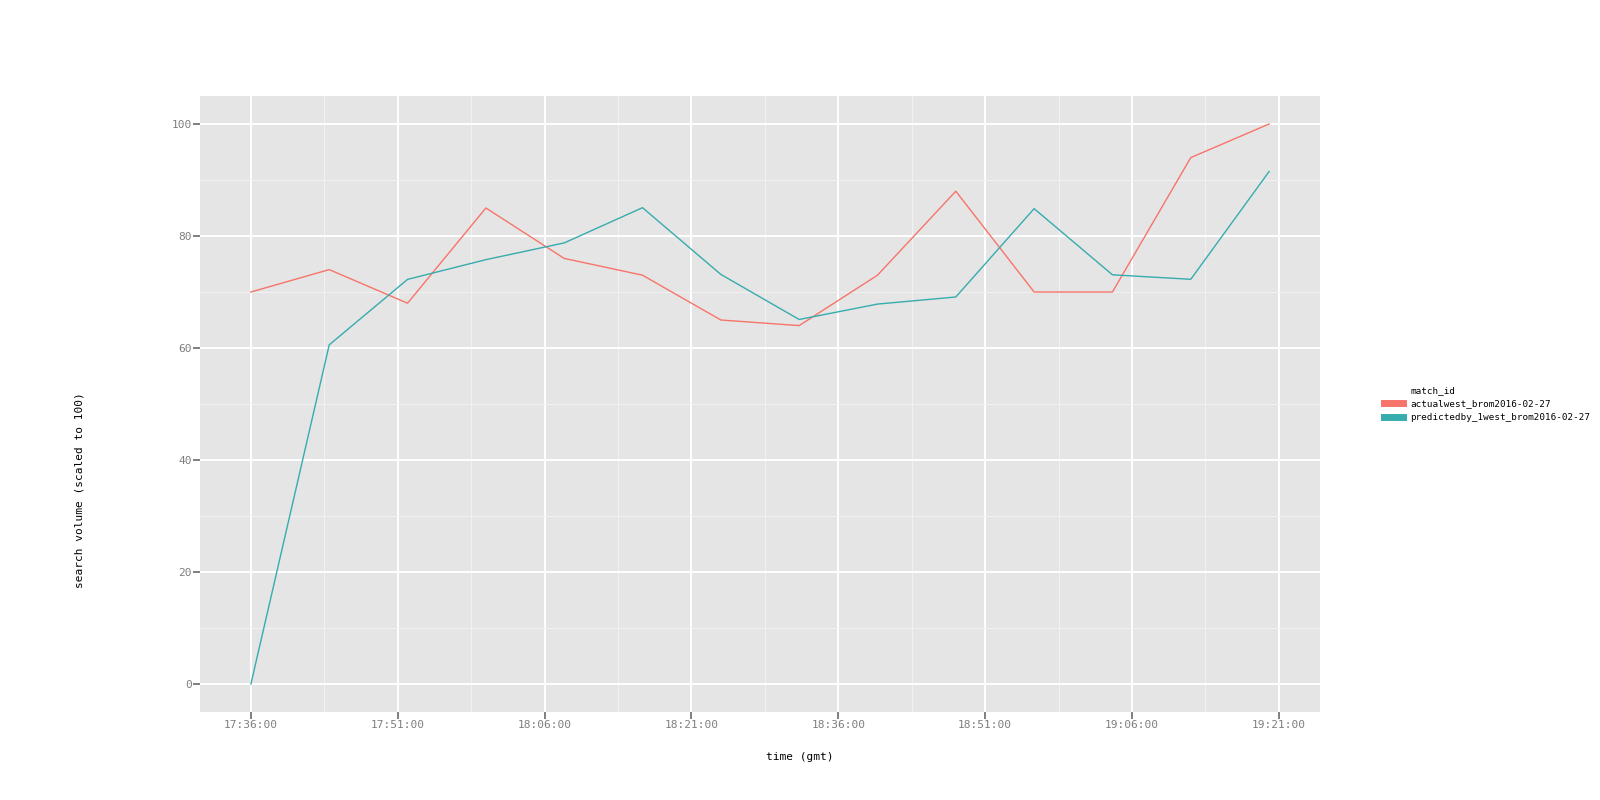 100
80
60
40
20
0
search volume (scaled to 100)
17:36:00 17:51:00 18:06:00 18:21:00 18:36:00 18:51:00 19:06:00 19:21:00
time (gmt)
match_id
actualwest_brom2016-02-27
predictedby_1west_brom2016-02-27